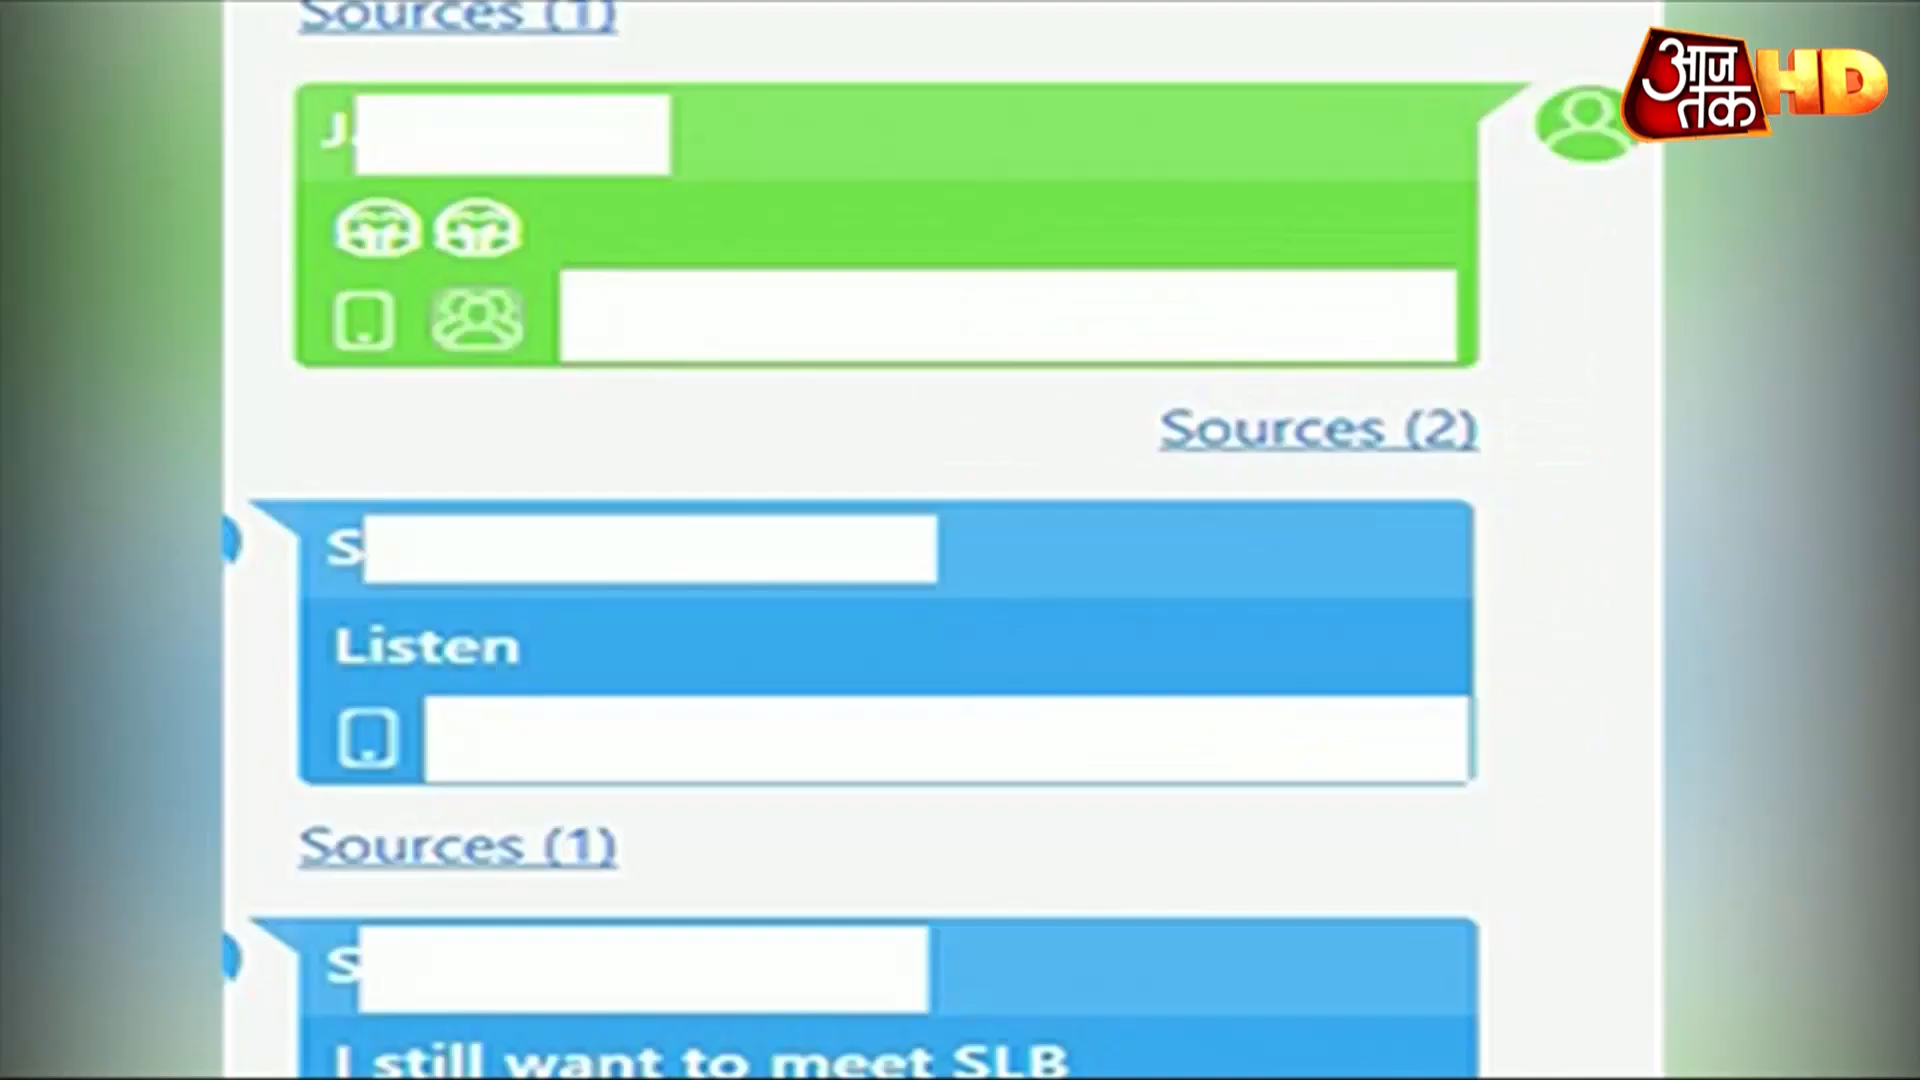 Sources (1)
आज तक HD
J
Sources (2)
S
Listen
Sources (1)
S
I still want to meet SLB